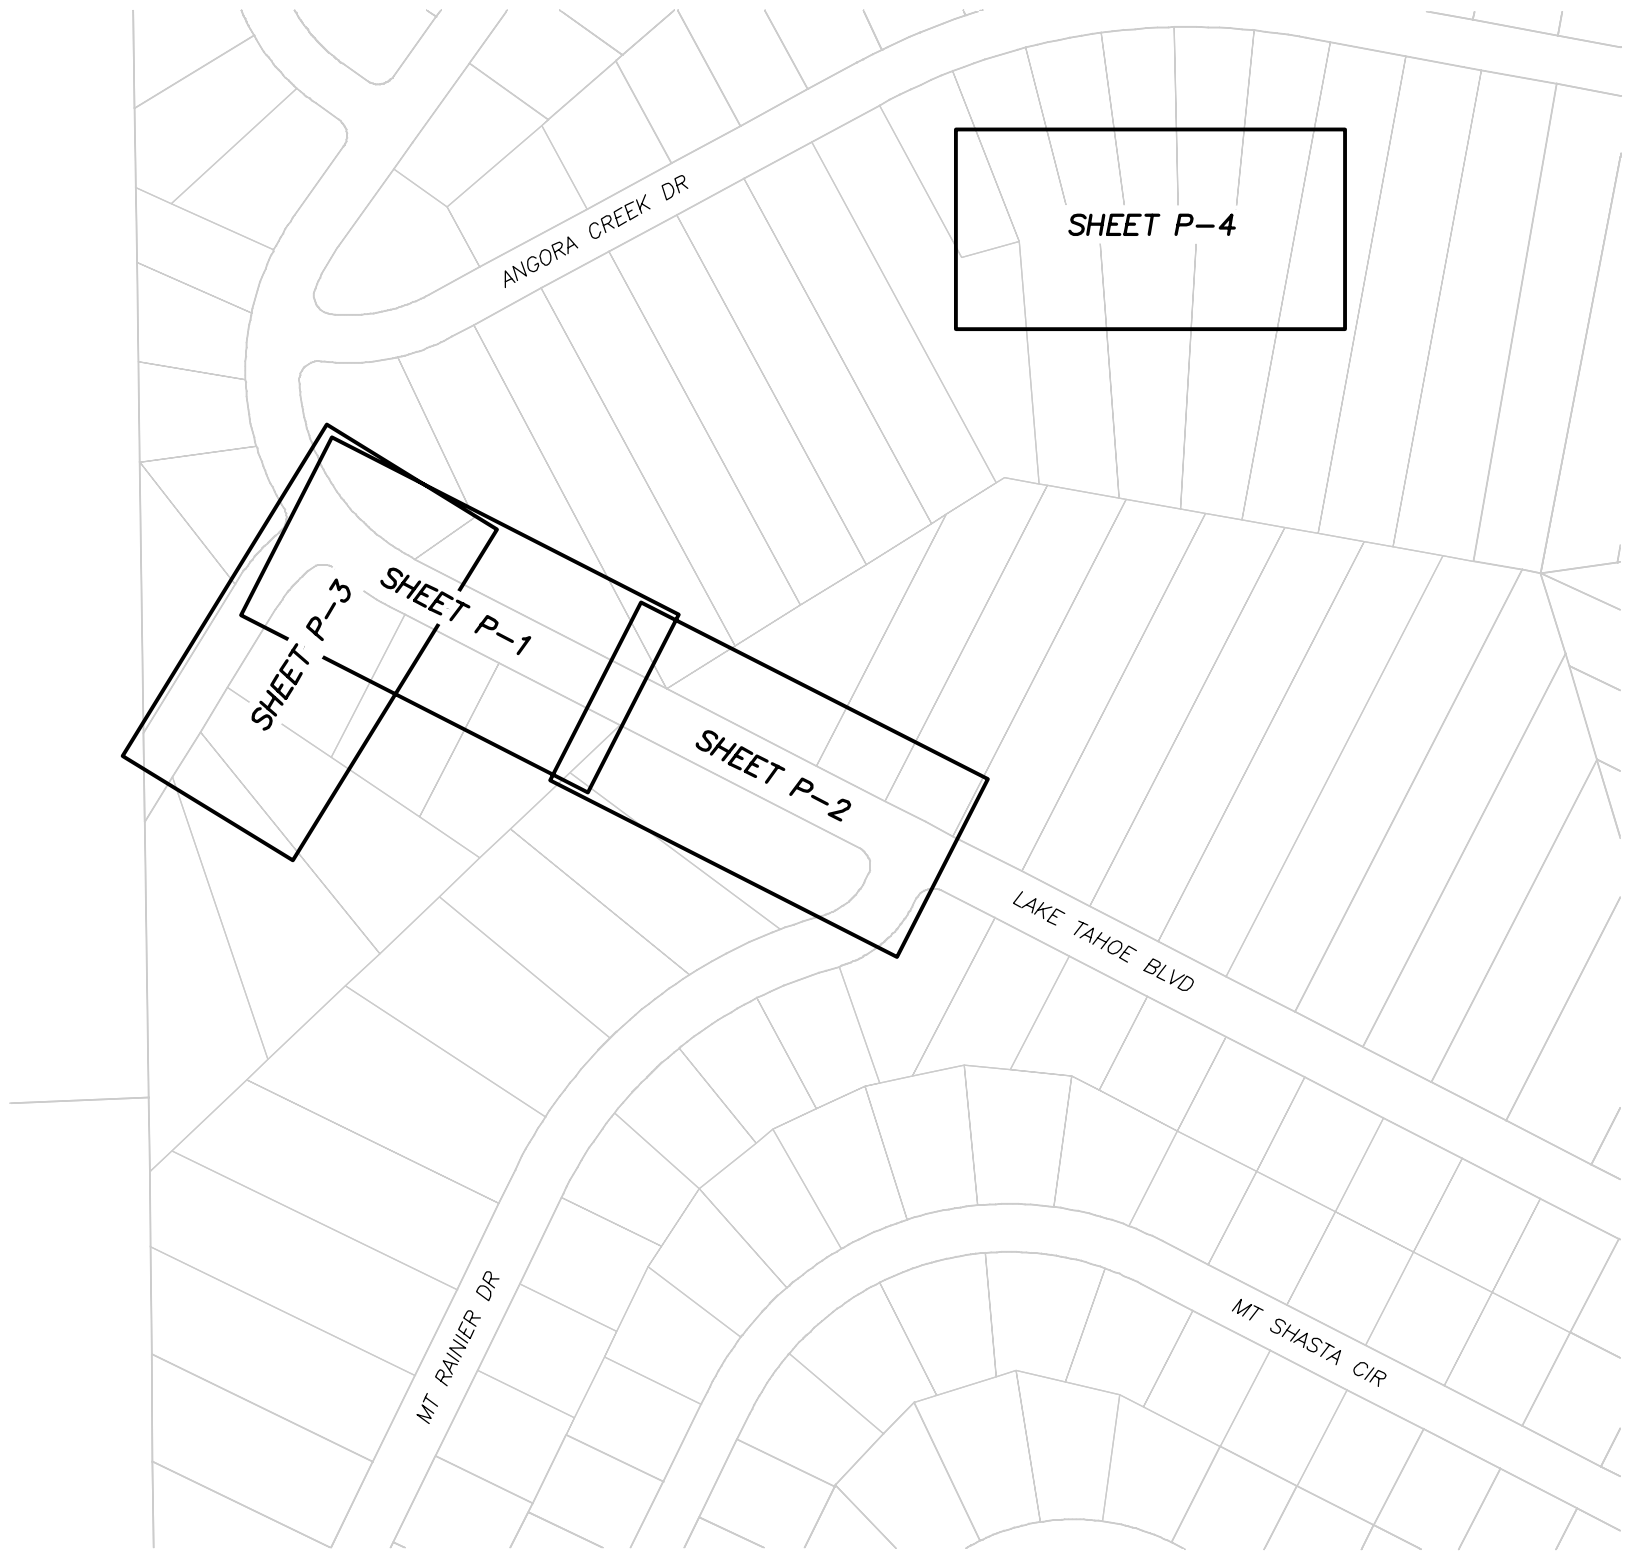 ANGORA CREEK DR
SHEET P-4
SHEET P-1
SHEET P-3
SHEET P-2
LAKE TAHOE BLVD
MT RAINIER DR
MT SHASTA CIR